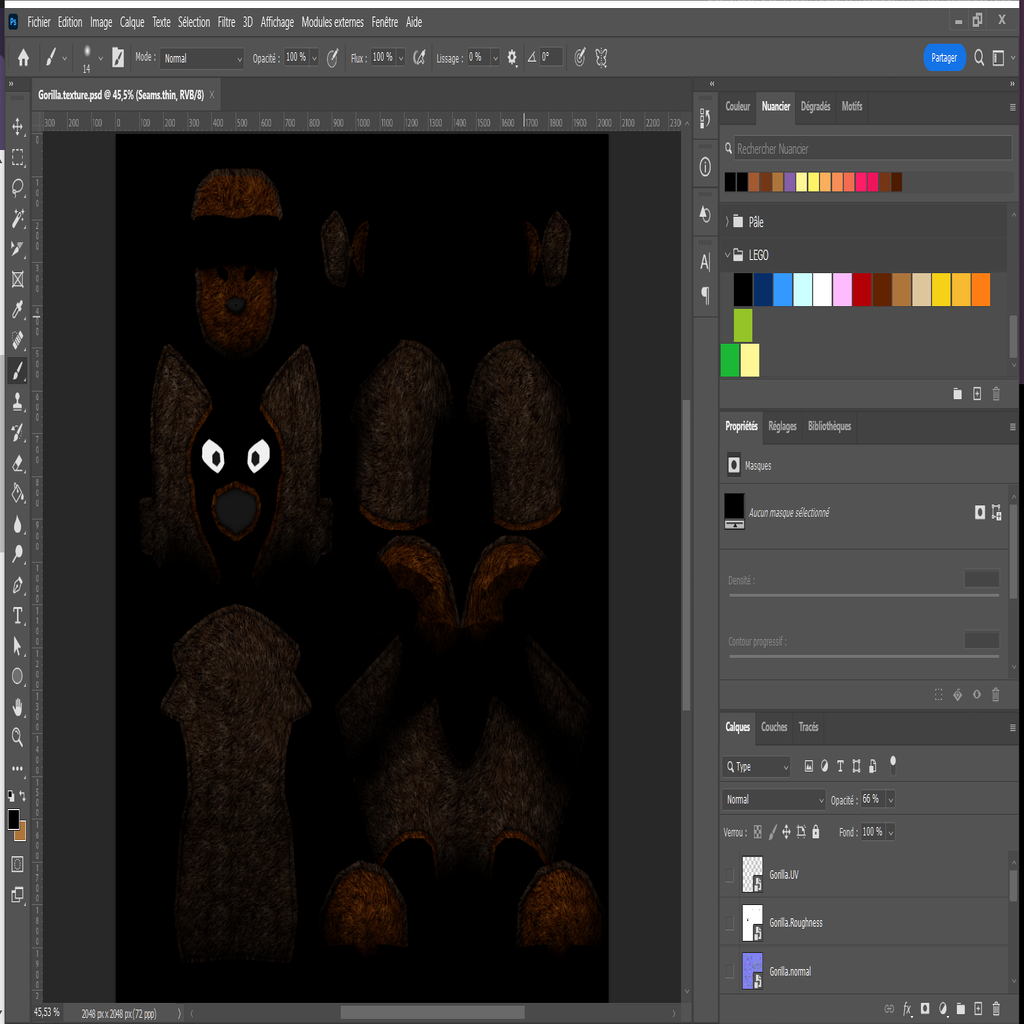 Ps Fichier Edition Image Calque Texte Sélection Filtre 3D Affichage Modules externes Fenêtre Aide
14 Mode : Normal Opacité : 100 % Flux : 100 % Lissage : 0 % 0° Partager
Gorilla.texture.psd @ 45,5% (Seams.thin, RVB/8) x
300 200 100 0 100 200 300 400 500 600 700 800 900 1000 1100 1200 1300 1400 1500 1600 1700 1800 1900 2000 2100 2200 230
Couleur Nuancier Dégradés Motifs
Rechercher Nuancier
Pâle
LEGO
Propriétés Réglages Bibliothèques
Masques
Aucun masque sélectionné
Densité :
Contour progressif :
Calques Couches Tracés
Type
Normal Opacité : 66 %
Verrou : Fond : 100 %
Gorilla.UV
Gorilla.Roughness
Gorilla.normal
45,53 % 2048 px x 2048 px (72 ppp)